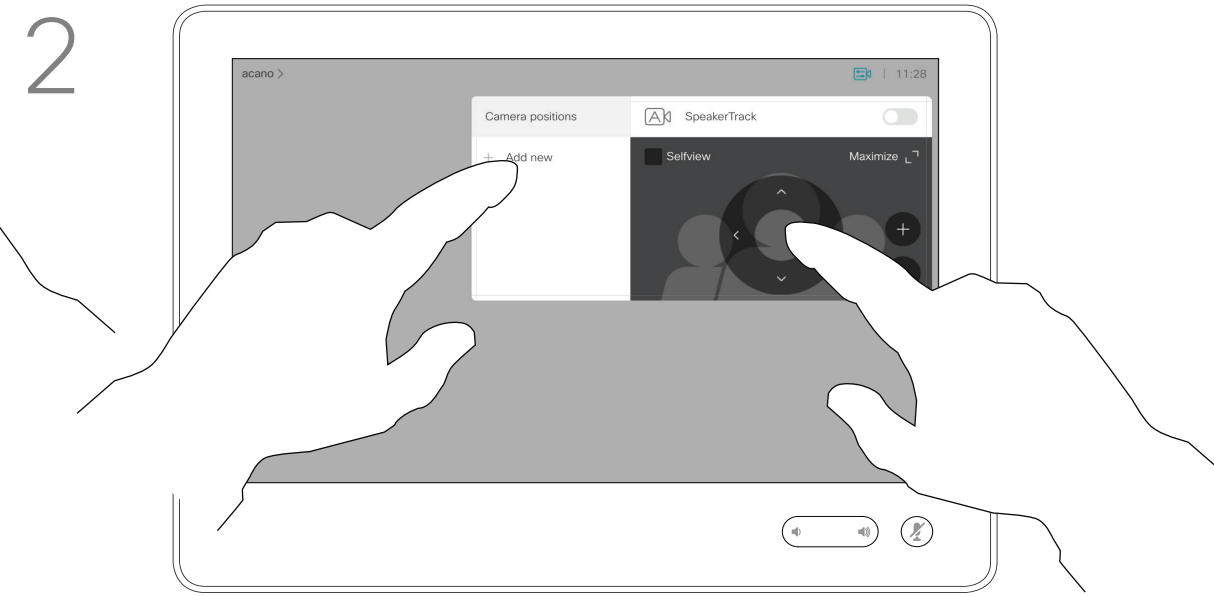 2
acano >
11:28
Camera positions
SpeakerTrack
+ Add new
Selfview
Maximize